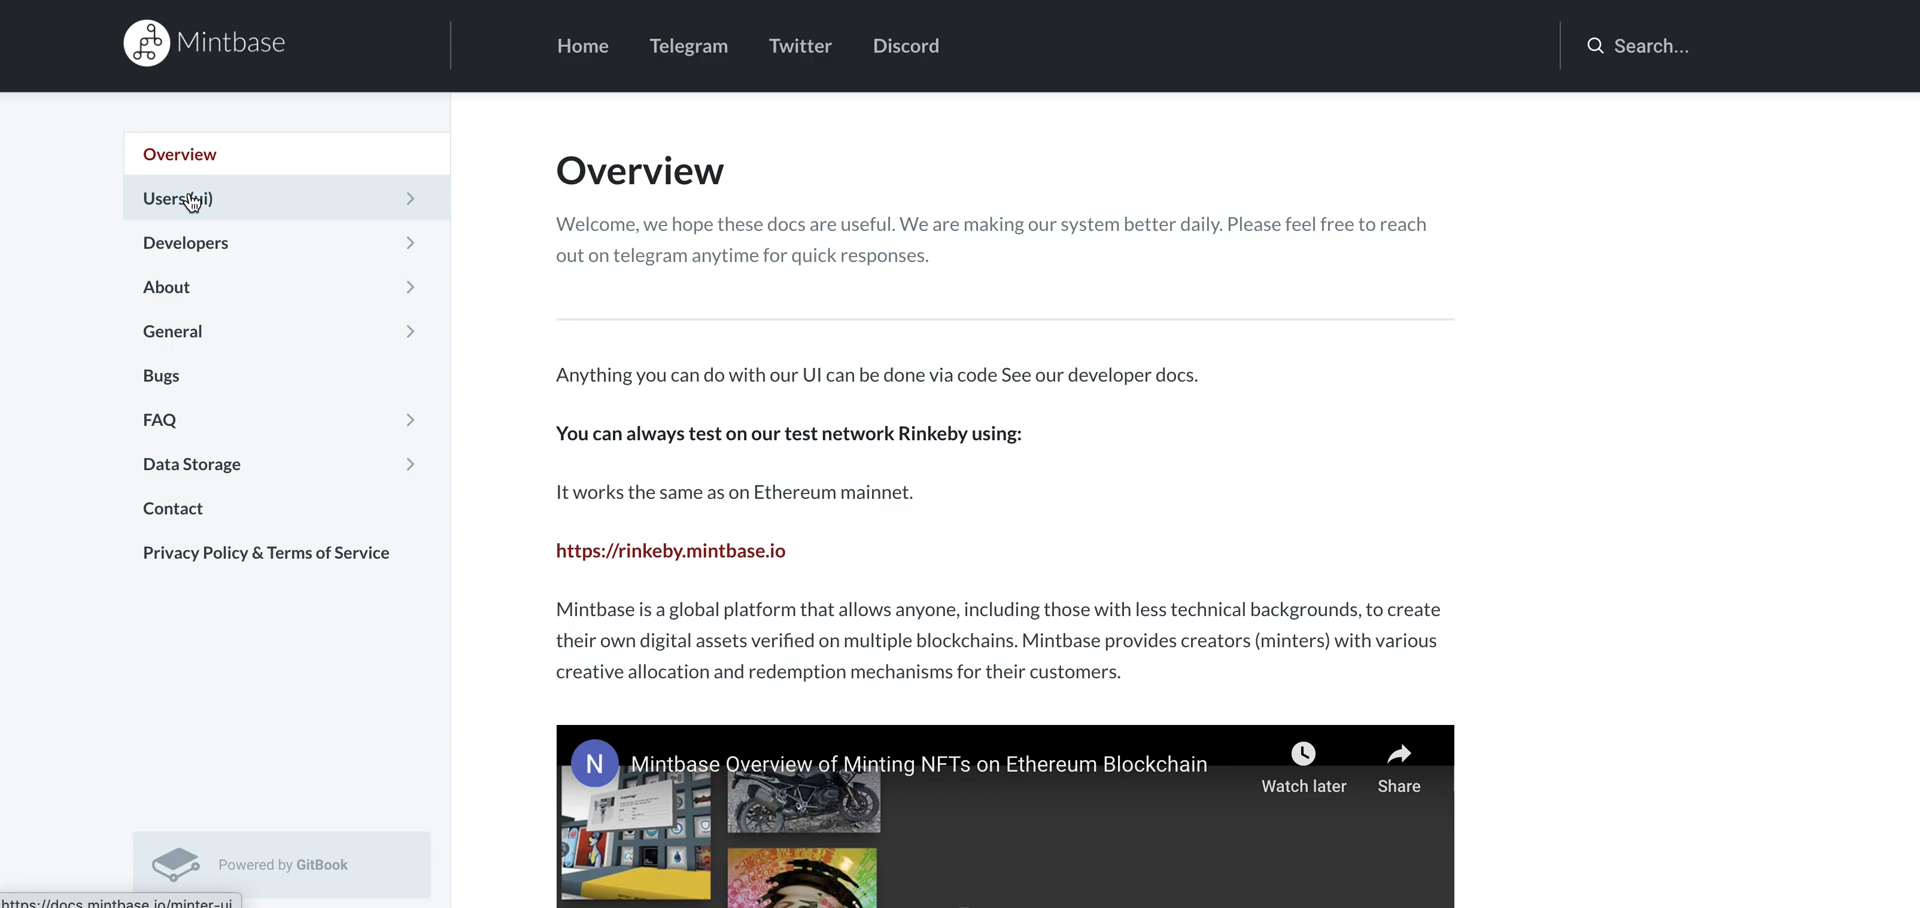 Mintbase
Home Telegram Twitter Discord
Search...
Overview
Users ui)
Developers
About
General
Bugs
FAQ
Data Storage
Contact
Privacy Policy & Terms of Service
Powered by GitBook
https://docs.mintbase.io/minter-ui
Overview
Welcome, we hope these docs are useful. We are making our system better daily. Please feel free to reach
out on telegram anytime for quick responses.
Anything you can do with our UI can be done via code See our developer docs.
You can always test on our test network Rinkeby using:
It works the same as on Ethereum mainnet.
https://rinkeby.mintbase.io
Mintbase is a global platform that allows anyone, including those with less technical backgrounds, to create
their own digital assets verified on multiple blockchains. Mintbase provides creators (minters) with various
creative allocation and redemption mechanisms for their customers.
N Mintbase Overview of Minting NFTs on Ethereum Blockchain
Watch later Share